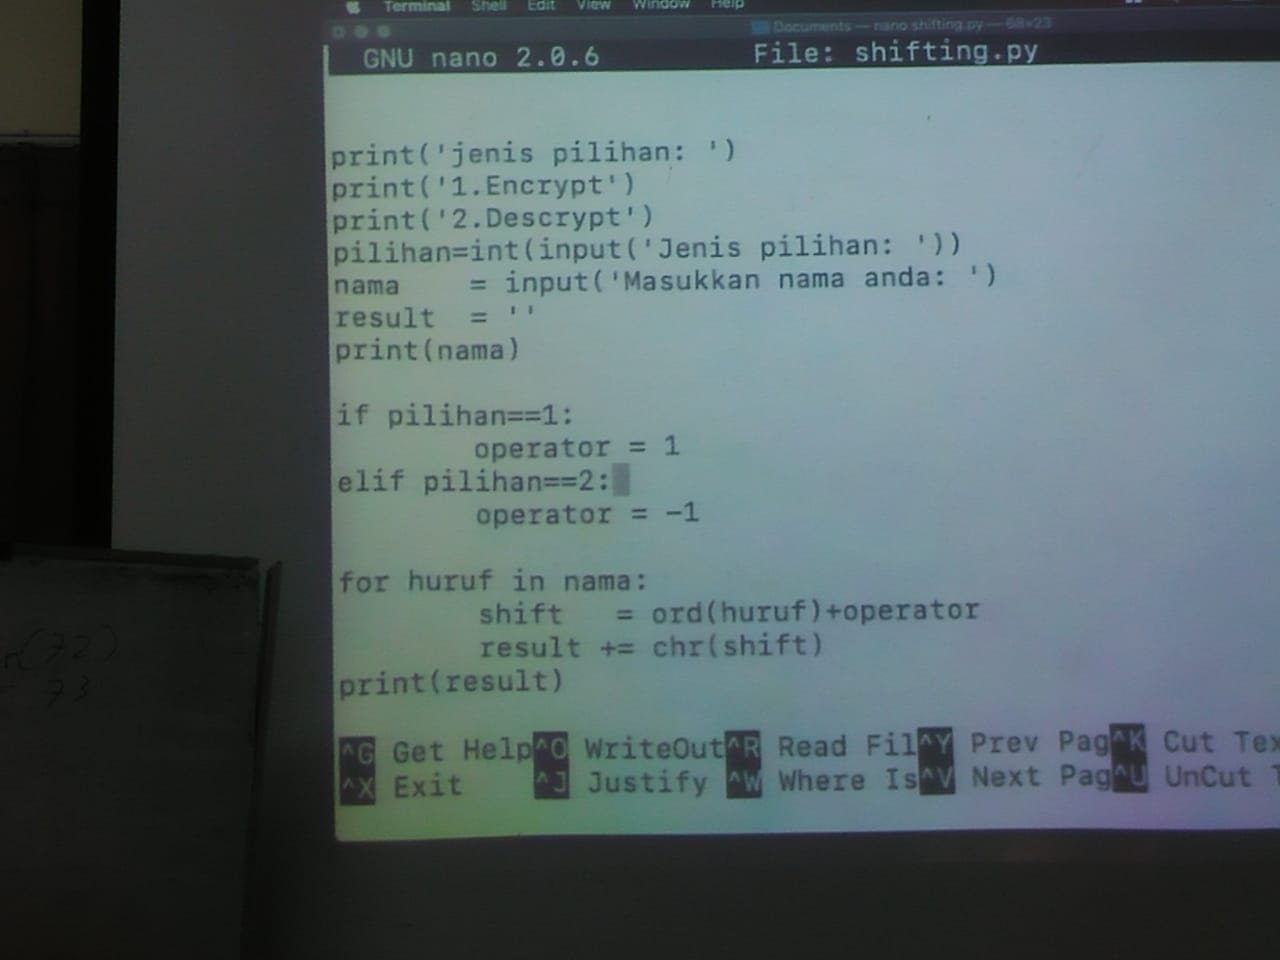 Terminal Shell Edit View Window Help
Documents — nano shifting.py — 68×23
GNU nano 2.0.6 File: shifting.py
print('jenis pilihan: ')
print('1.Encrypt')
print('2.Descrypt')
pilihan=int(input('Jenis pilihan: '))
nama = input('Masukkan nama anda: ')
result = ''
print(nama)
if pilihan==1:
operator = 1
elif pilihan==2:
operator = -1
for huruf in nama:
shift = ord(huruf)+operator
result += chr(shift)
print(result)
^G Get Help ^O WriteOut ^R Read Fil ^Y Prev Pag ^K Cut Tex
^X Exit ^J Justify ^W Where Is ^V Next Pag ^U UnCut T
(72)
73